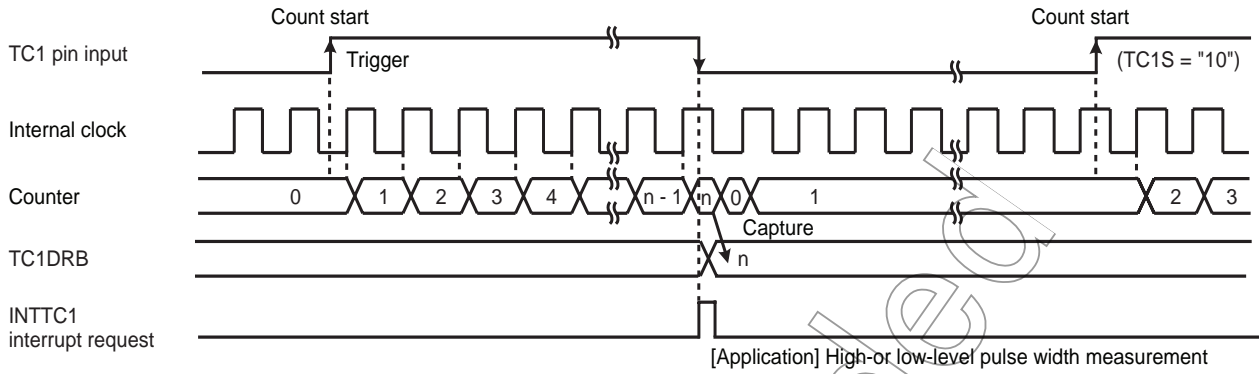 Count start
Count start
TC1 pin input
Trigger
(TC1S = "10")
Internal clock
Counter
0
1
2
3
4
n - 1
n
0
1
2
3
Capture
TC1DRB
n
INTTC1
interrupt request
[Application] High-or low-level pulse width measurement